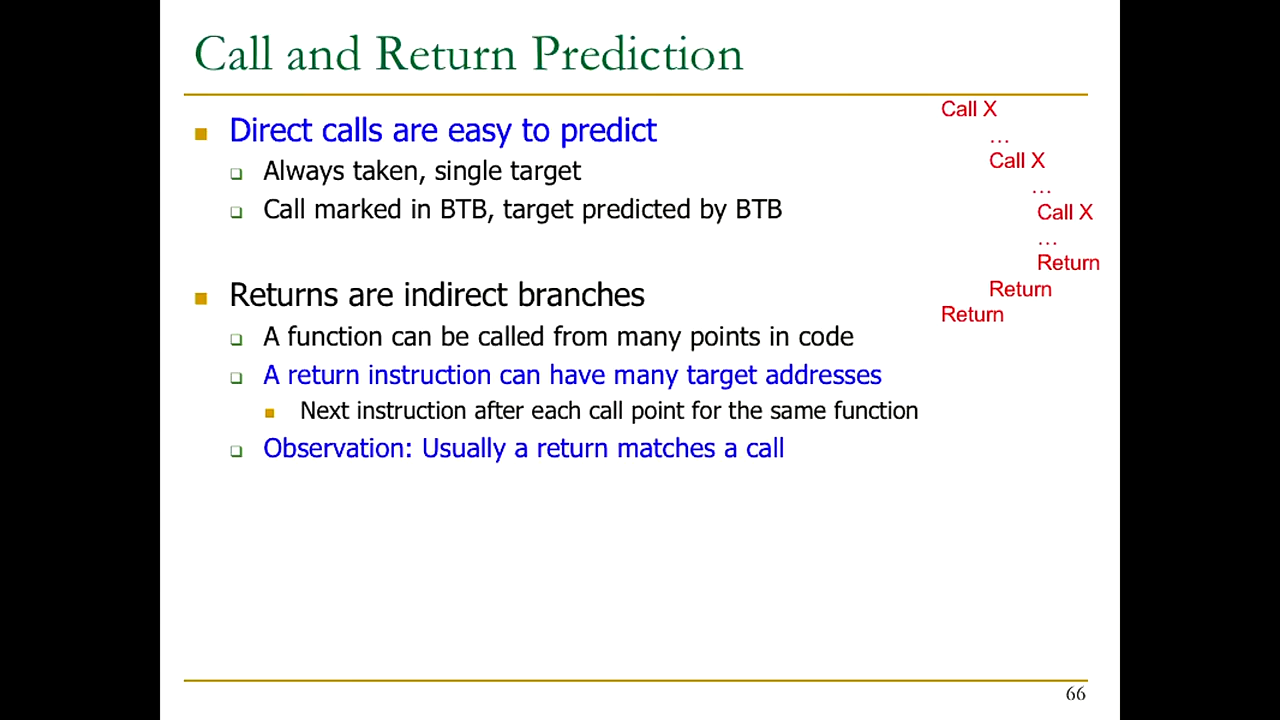 Call and Return Prediction
Direct calls are easy to predict
Always taken, single target
Call marked in BTB, target predicted by BTB
Returns are indirect branches
A function can be called from many points in code
A return instruction can have many target addresses
Next instruction after each call point for the same function
Observation: Usually a return matches a call
Call X
…
Call X
…
Call X
…
Return
Return
Return
66